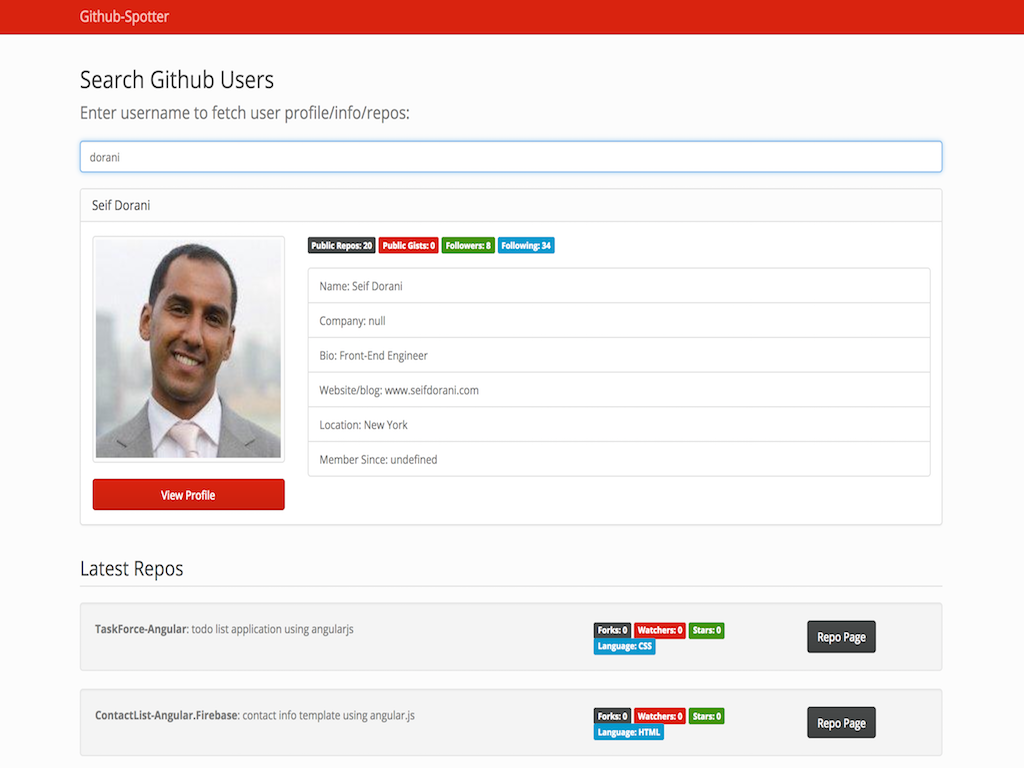 Github-Spotter
Search Github Users
Enter username to fetch user profile/info/repos:
dorani
Seif Dorani
Public Repos: 20 Public Gists: 0 Followers: 8 Following: 34
Name: Seif Dorani
Company: null
Bio: Front-End Engineer
Website/blog: www.seifdorani.com
Location: New York
Member Since: undefined
View Profile
Latest Repos
TaskForce-Angular: todo list application using angularjs
Forks: 0 Watchers: 0 Stars: 0
Language: CSS
Repo Page
ContactList-Angular.Firebase: contact info template using angular.js
Forks: 0 Watchers: 0 Stars: 0
Language: HTML
Repo Page